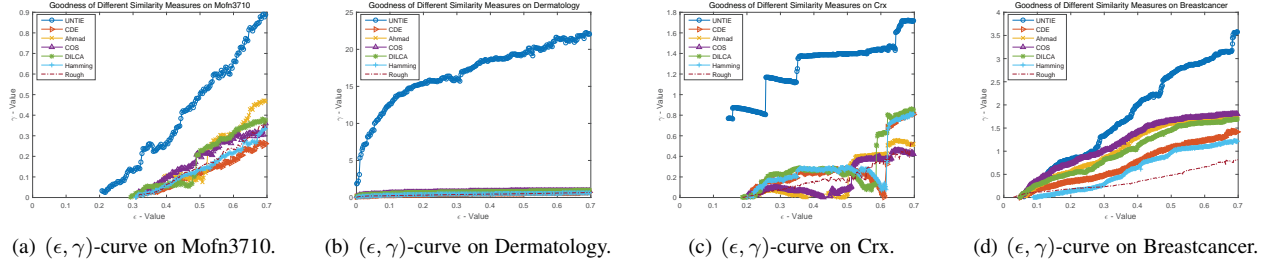 Goodness of Different Similarity Measures on Mofn3710
0.9
0.8
0.7
0.6
0.5
0.4
0.3
0.2
0.1
0
γ - Value
UNTIE
CDE
Ahmad
COS
DILCA
Hamming
Rough
0 0.1 0.2 0.3 0.4 0.5 0.6 0.7
ϵ - Value
(a) (ϵ, γ)-curve on Mofn3710.
Goodness of Different Similarity Measures on Dermatology
25
20
15
10
5
0
γ - Value
UNTIE
CDE
Ahmad
COS
DILCA
Hamming
Rough
0 0.1 0.2 0.3 0.4 0.5 0.6 0.7
ϵ - Value
(b) (ϵ, γ)-curve on Dermatology.
Goodness of Different Similarity Measures on Crx
1.8
1.6
1.4
1.2
1
0.8
0.6
0.4
0.2
0
γ - Value
UNTIE
CDE
Ahmad
COS
DILCA
Hamming
Rough
0 0.1 0.2 0.3 0.4 0.5 0.6 0.7
ϵ - Value
(c) (ϵ, γ)-curve on Crx.
Goodness of Different Similarity Measures on Breastcancer
4
3.5
3
2.5
2
1.5
1
0.5
0
γ - Value
UNTIE
CDE
Ahmad
COS
DILCA
Hamming
Rough
0 0.1 0.2 0.3 0.4 0.5 0.6 0.7
ϵ - Value
(d) (ϵ, γ)-curve on Breastcancer.